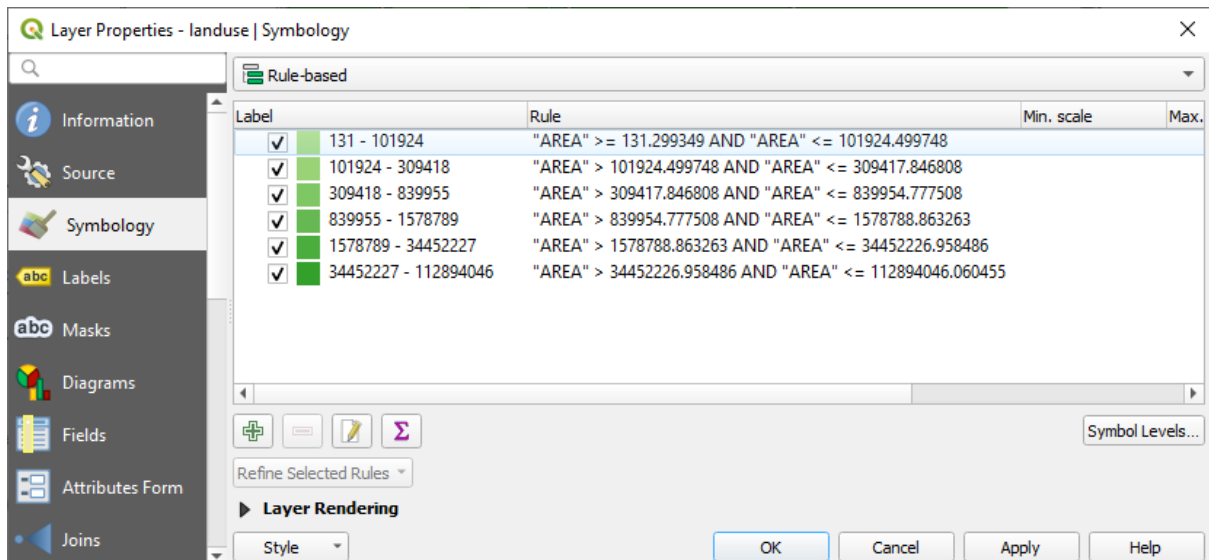 Layer Properties - landuse | Symbology
Rule-based
Information
Source
Symbology
abc Labels
abc Masks
Diagrams
Fields
Attributes Form
Joins
Label Rule Min. scale Max.
131 - 101924 "AREA" >= 131.299349 AND "AREA" <= 101924.499748
101924 - 309418 "AREA" > 101924.499748 AND "AREA" <= 309417.846808
309418 - 839955 "AREA" > 309417.846808 AND "AREA" <= 839954.777508
839955 - 1578789 "AREA" > 839954.777508 AND "AREA" <= 1578788.863263
1578789 - 34452227 "AREA" > 1578788.863263 AND "AREA" <= 34452226.958486
34452227 - 112894046 "AREA" > 34452226.958486 AND "AREA" <= 112894046.060455
Symbol Levels...
Refine Selected Rules
Layer Rendering
Style OK Cancel Apply Help